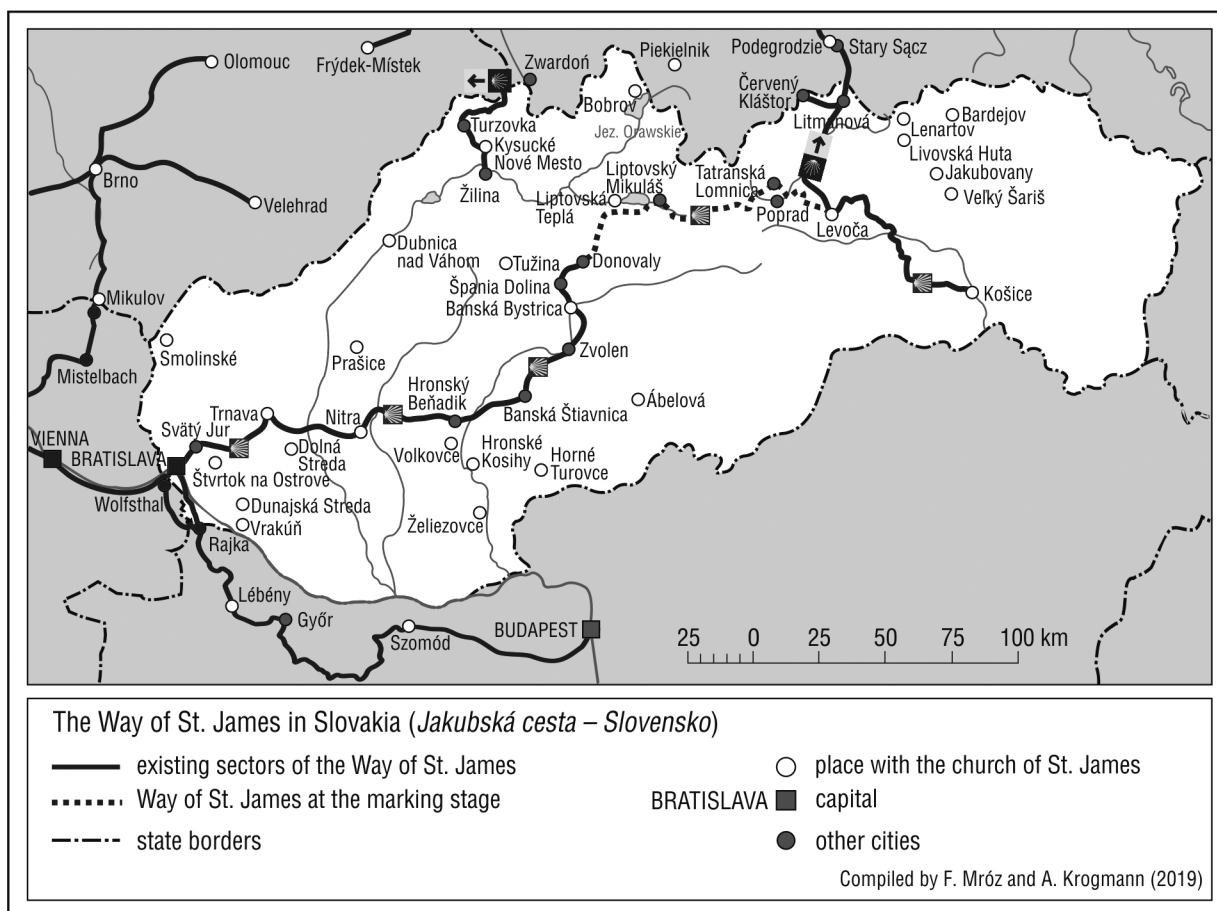 Olomouc
Frýdek-Místek
Zwardoń
Piekielnik
Podegrodzie
Stary Sącz
Bobrov
Jez. Orawskie
Červený
Kláštor
Litmanová
Lenartov
Bardejov
Livovská Huta
Jakubovany
Veľký Šariš
Turzovka
Kysucké
Nové Mesto
Žilina
Brno
Velehrad
Liptovský
Mikuláš
Liptovská
Teplá
Tatranská
Lomnica
Poprad
Levoča
Dubnica
nad Váhom
Tužina
Donovaly
Špania Dolina
Banská Bystrica
Košice
Mikulov
Smolinské
Mistelbach
Prašice
Zvolen
Hronský
Beňadik
Banská Štiavnica
Ábelová
Trnava
Nitra
Svätý Jur
VIENNA
BRATISLAVA
Dolná
Streda
Volkovce
Hronské
Kosihy
Horné
Turovce
Štvrtok na Ostrove
Wolfsthal
Dunajská Streda
Vrakúň
Želiezovce
Rajka
Lébény
Győr
Szomód
BUDAPEST
25 0 25 50 75 100 km
The Way of St. James in Slovakia (Jakubská cesta – Slovensko)
existing sectors of the Way of St. James
place with the church of St. James
Way of St. James at the marking stage
BRATISLAVA capital
state borders
other cities
Compiled by F. Mróz and A. Krogmann (2019)